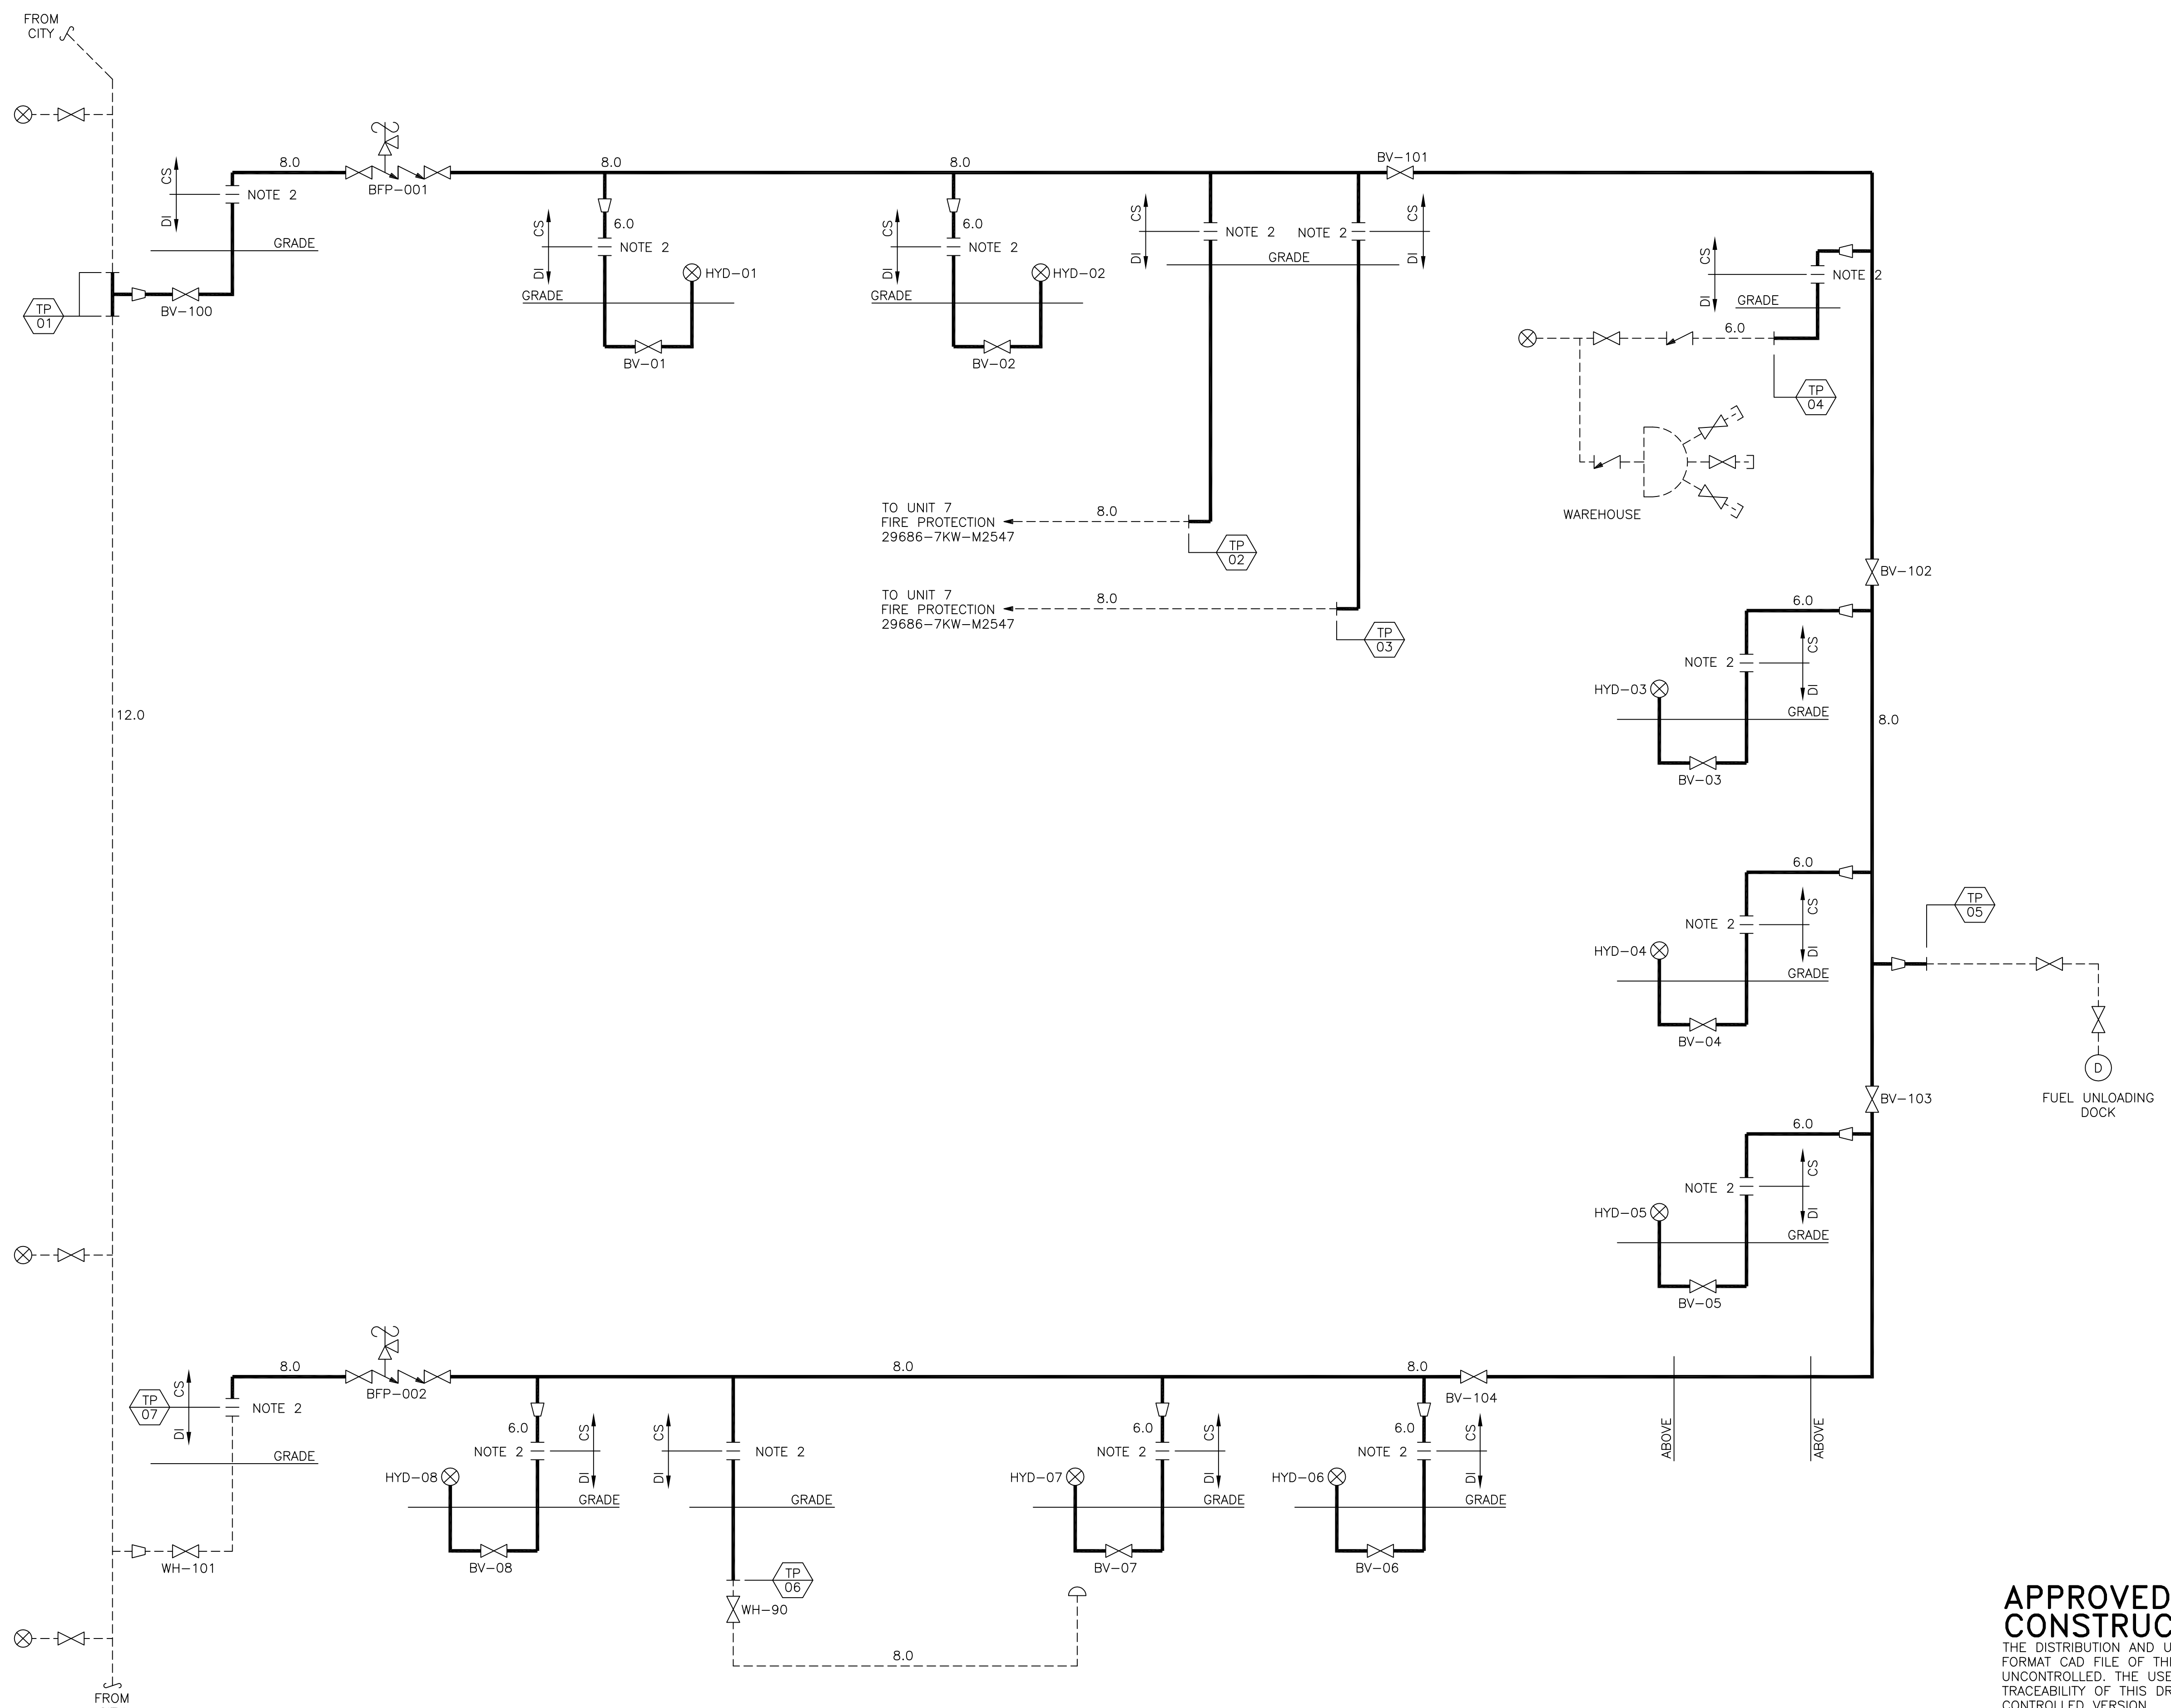 FROM
CITY
8.0
8.0
8.0
BV-101
BFP-001
CS
DI
NOTE 2
GRADE
TP
01
BV-100
CS
DI
6.0
NOTE 2
HYD-01
GRADE
BV-01
CS
DI
6.0
NOTE 2
HYD-02
GRADE
BV-02
CS
DI
NOTE 2
NOTE 2
CS
DI
GRADE
CS
DI
NOTE 2
GRADE
6.0
TP
04
WAREHOUSE
TO UNIT 7
FIRE PROTECTION
29686-7KW-M2547
8.0
TP
02
TO UNIT 7
FIRE PROTECTION
29686-7KW-M2547
8.0
TP
03
BV-102
6.0
CS
DI
NOTE 2
HYD-03
GRADE
BV-03
12.0
8.0
6.0
CS
DI
NOTE 2
HYD-04
GRADE
BV-04
TP
05
D
FUEL UNLOADING
DOCK
BV-103
6.0
CS
DI
NOTE 2
HYD-05
GRADE
BV-05
8.0
8.0
8.0
BFP-002
BV-104
TP
07
CS
DI
NOTE 2
GRADE
WH-101
6.0
CS
DI
NOTE 2
HYD-08
GRADE
BV-08
CS
DI
NOTE 2
GRADE
TP
06
WH-90
8.0
6.0
CS
DI
NOTE 2
HYD-07
GRADE
BV-07
6.0
CS
DI
NOTE 2
HYD-06
GRADE
BV-06
ABOVE
ABOVE
FROM
APPROVED
CONSTRUC
THE DISTRIBUTION AND U
FORMAT CAD FILE OF TH
UNCONTROLLED. THE USE
TRACEABILITY OF THIS DR
CONTROLLED VERSION